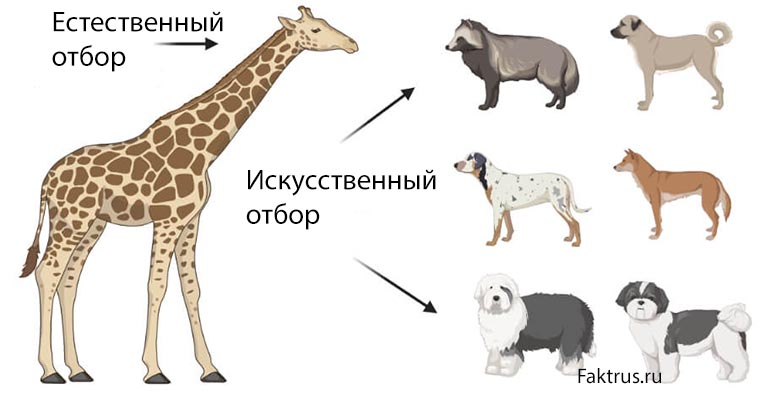 Естественный
отбор
Искусственный
отбор
Faktrus.ru